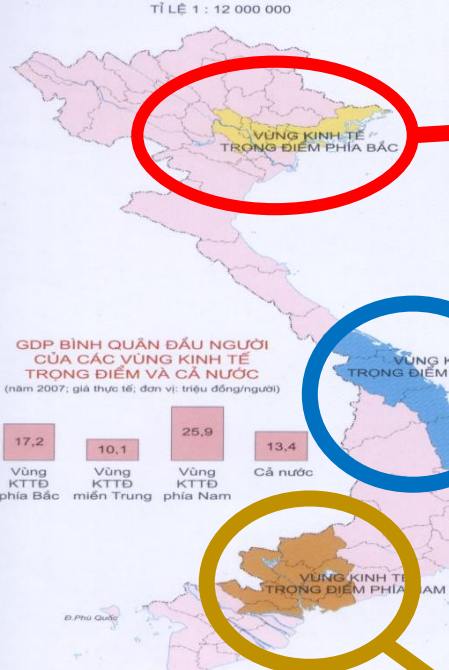 TỈ LỆ 1 : 12 000 000
VÙNG KINH TẾ
TRỌNG ĐIỂM PHÍA BẮC
GDP BÌNH QUÂN ĐẦU NGƯỜI
CỦA CÁC VÙNG KINH TẾ
TRỌNG ĐIỂM VÀ CẢ NƯỚC
(năm 2007; giá thực tế; đơn vị: triệu đồng/người)
VÙNG K
TRỌNG ĐIỂM
17,2
10,1
25,9
13,4
Vùng
KTTĐ
phía Bắc
Vùng
KTTĐ
miền Trung
Vùng
KTTĐ
phía Nam
Cả nước
VÙNG KINH TẾ
TRỌNG ĐIỂM PHÍA NAM
Đ.Phú Quốc